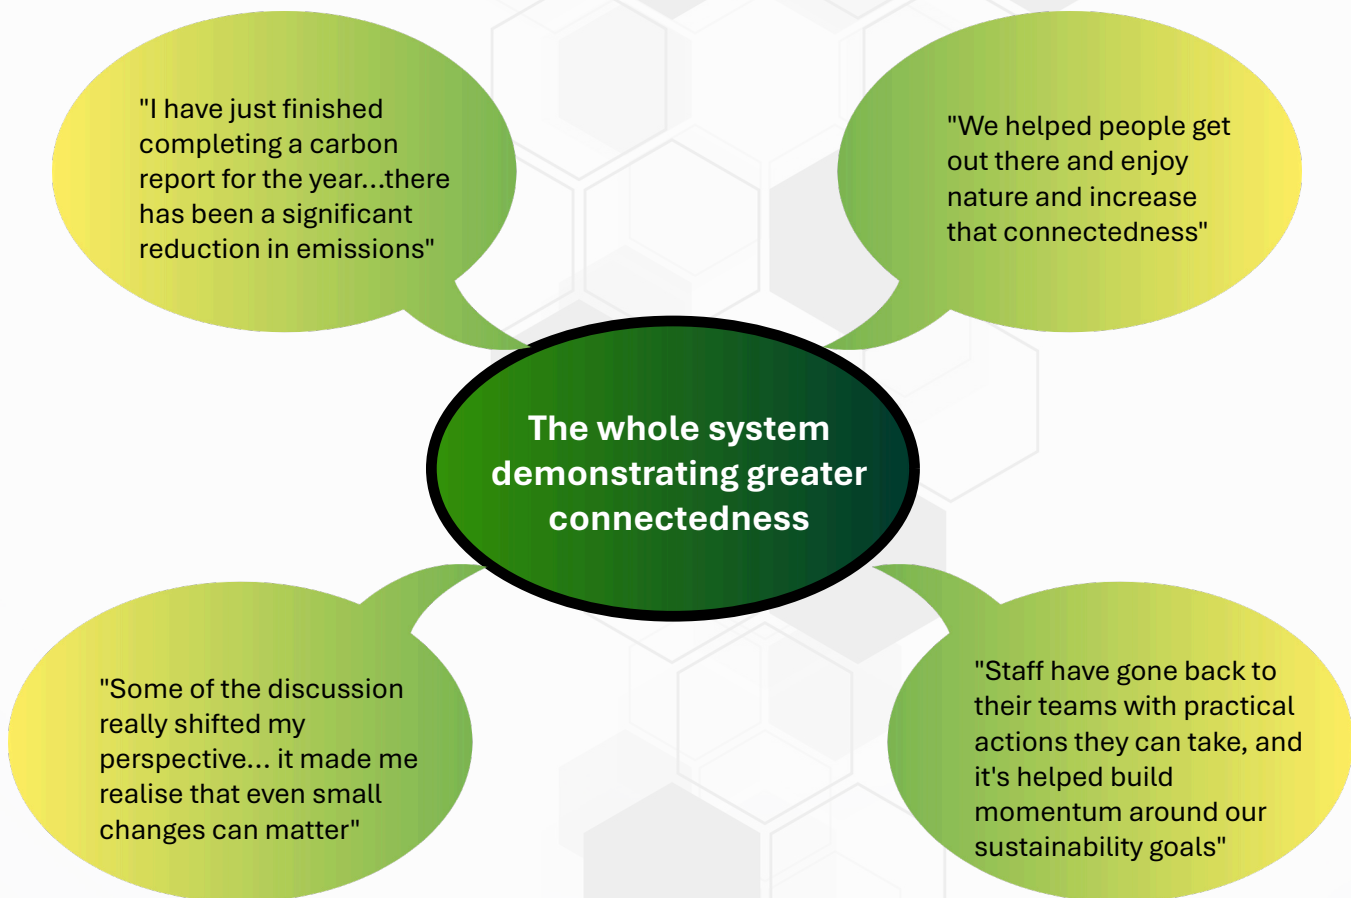 "I have just finished
completing a carbon
report for the year...there
has been a significant
reduction in emissions"
"We helped people get
out there and enjoy
nature and increase
that connectedness"
The whole system
demonstrating greater
connectedness
"Some of the discussion
really shifted my
perspective... it made me
realise that even small
changes can matter"
"Staff have gone back to
their teams with practical
actions they can take, and
it's helped build
momentum around our
sustainability goals"